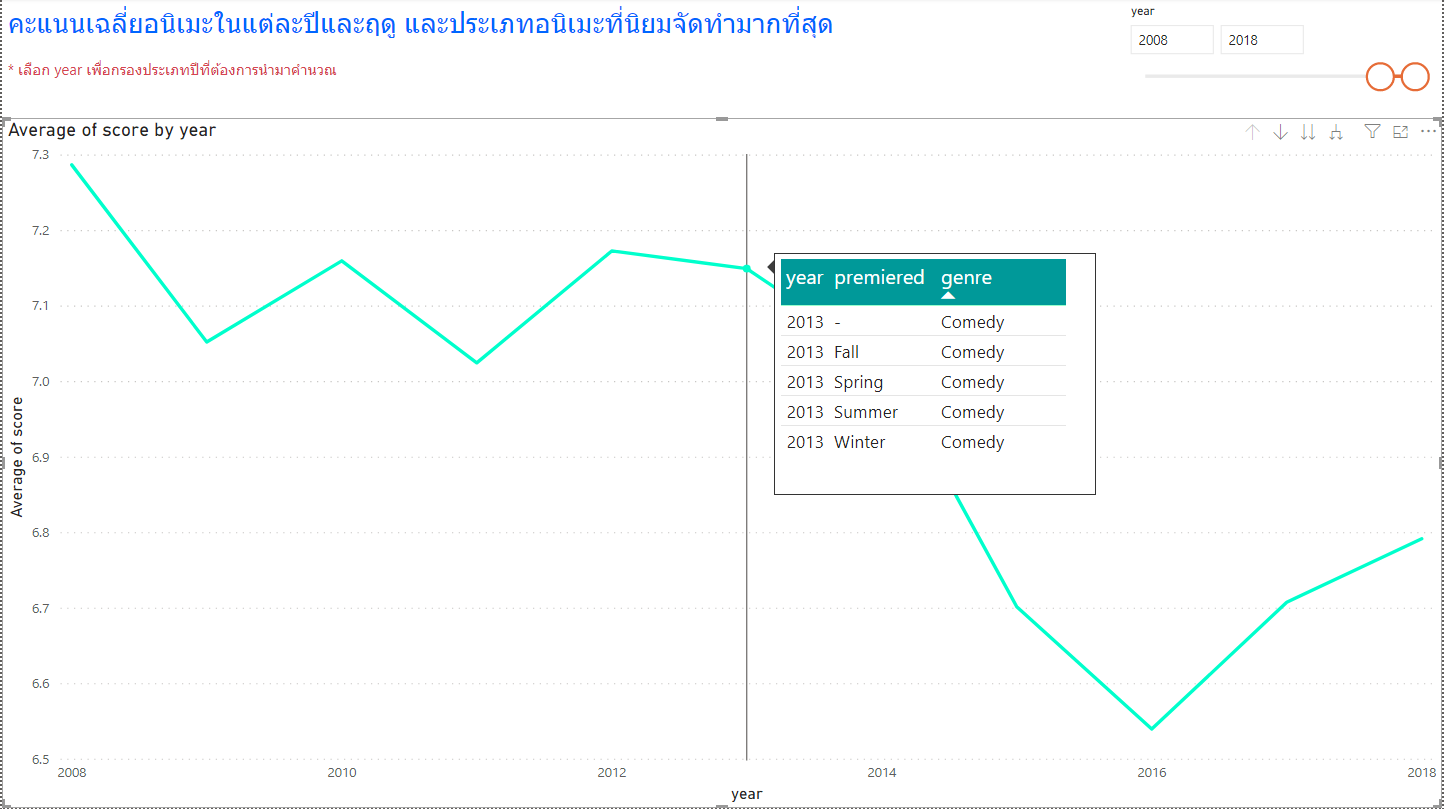 คะแนนเฉลี่ยอนิเมะในแต่ละปีและฤดู และประเภทอนิเมะที่นิยมจัดทำมากที่สุด
year
2008 2018
* เลือก year เพื่อกรองประเภทปีที่ต้องการนำมาคำนวณ
Average of score by year
7.3
7.2
7.1
7.0
6.9
6.8
6.7
6.6
6.5
Average of score
year premiered genre
2013 - Comedy
2013 Fall Comedy
2013 Spring Comedy
2013 Summer Comedy
2013 Winter Comedy
2008 2010 2012 2014 2016 2018
year